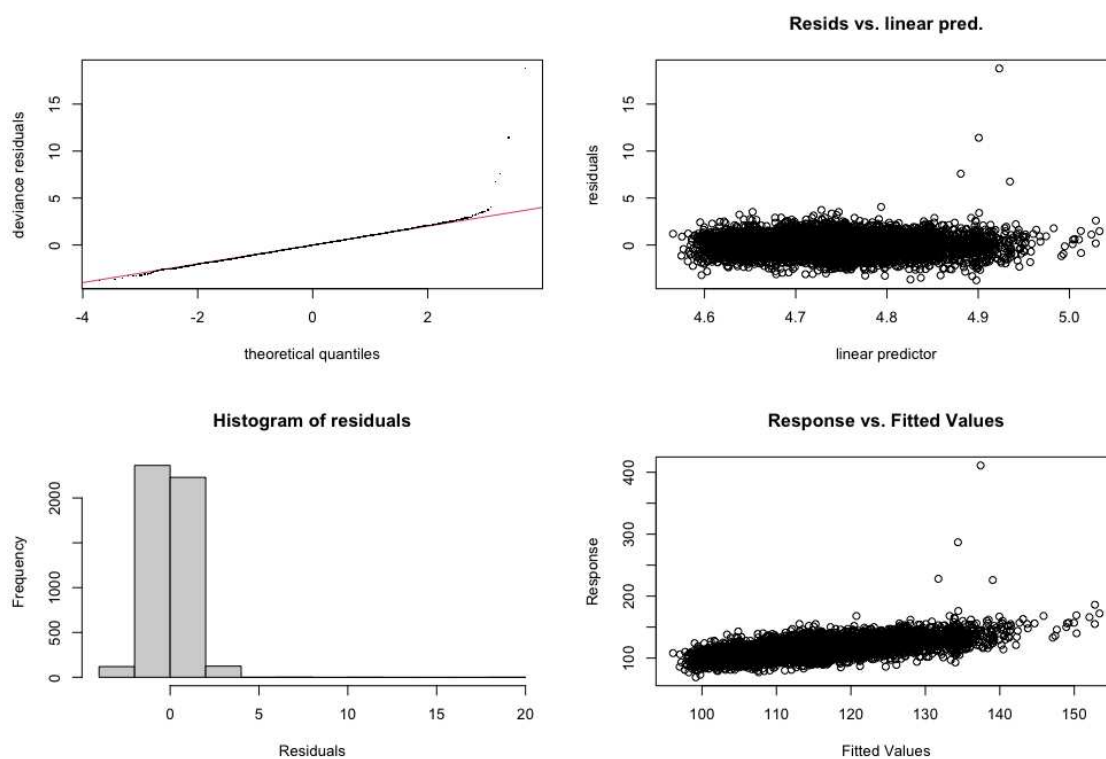 Resids vs. linear pred.
deviance residuals
0 5 10 15
-4 -2 0 2
theoretical quantiles
residuals
0 5 10 15
4.6 4.7 4.8 4.9 5.0
linear predictor
Histogram of residuals
Frequency
0 500 1000 2000
0 5 10 15 20
Residuals
Response vs. Fitted Values
Response
100 200 300 400
100 110 120 130 140 150
Fitted Values